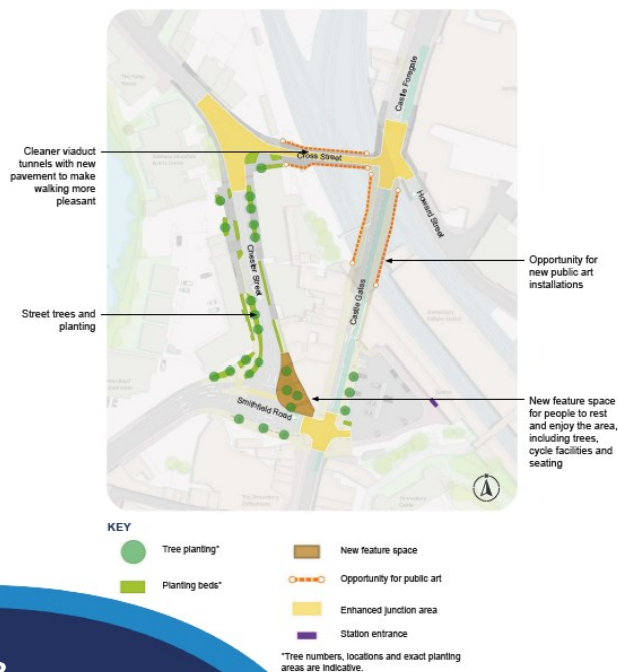 Castle Foregate
Cleaner viaduct
tunnels with new
pavement to make
walking more
pleasant
Cross Street
Howard Street
Chester Street
Castle Gates
Opportunity for
new public art
installations
Street trees and
planting
Smithfield Road
New feature space
for people to rest
and enjoy the area,
including trees,
cycle facilities and
seating
N
KEY
Tree planting*
New feature space
Planting beds*
Opportunity for public art
Enhanced junction area
Station entrance
*Tree numbers, locations and exact planting
areas are indicative.